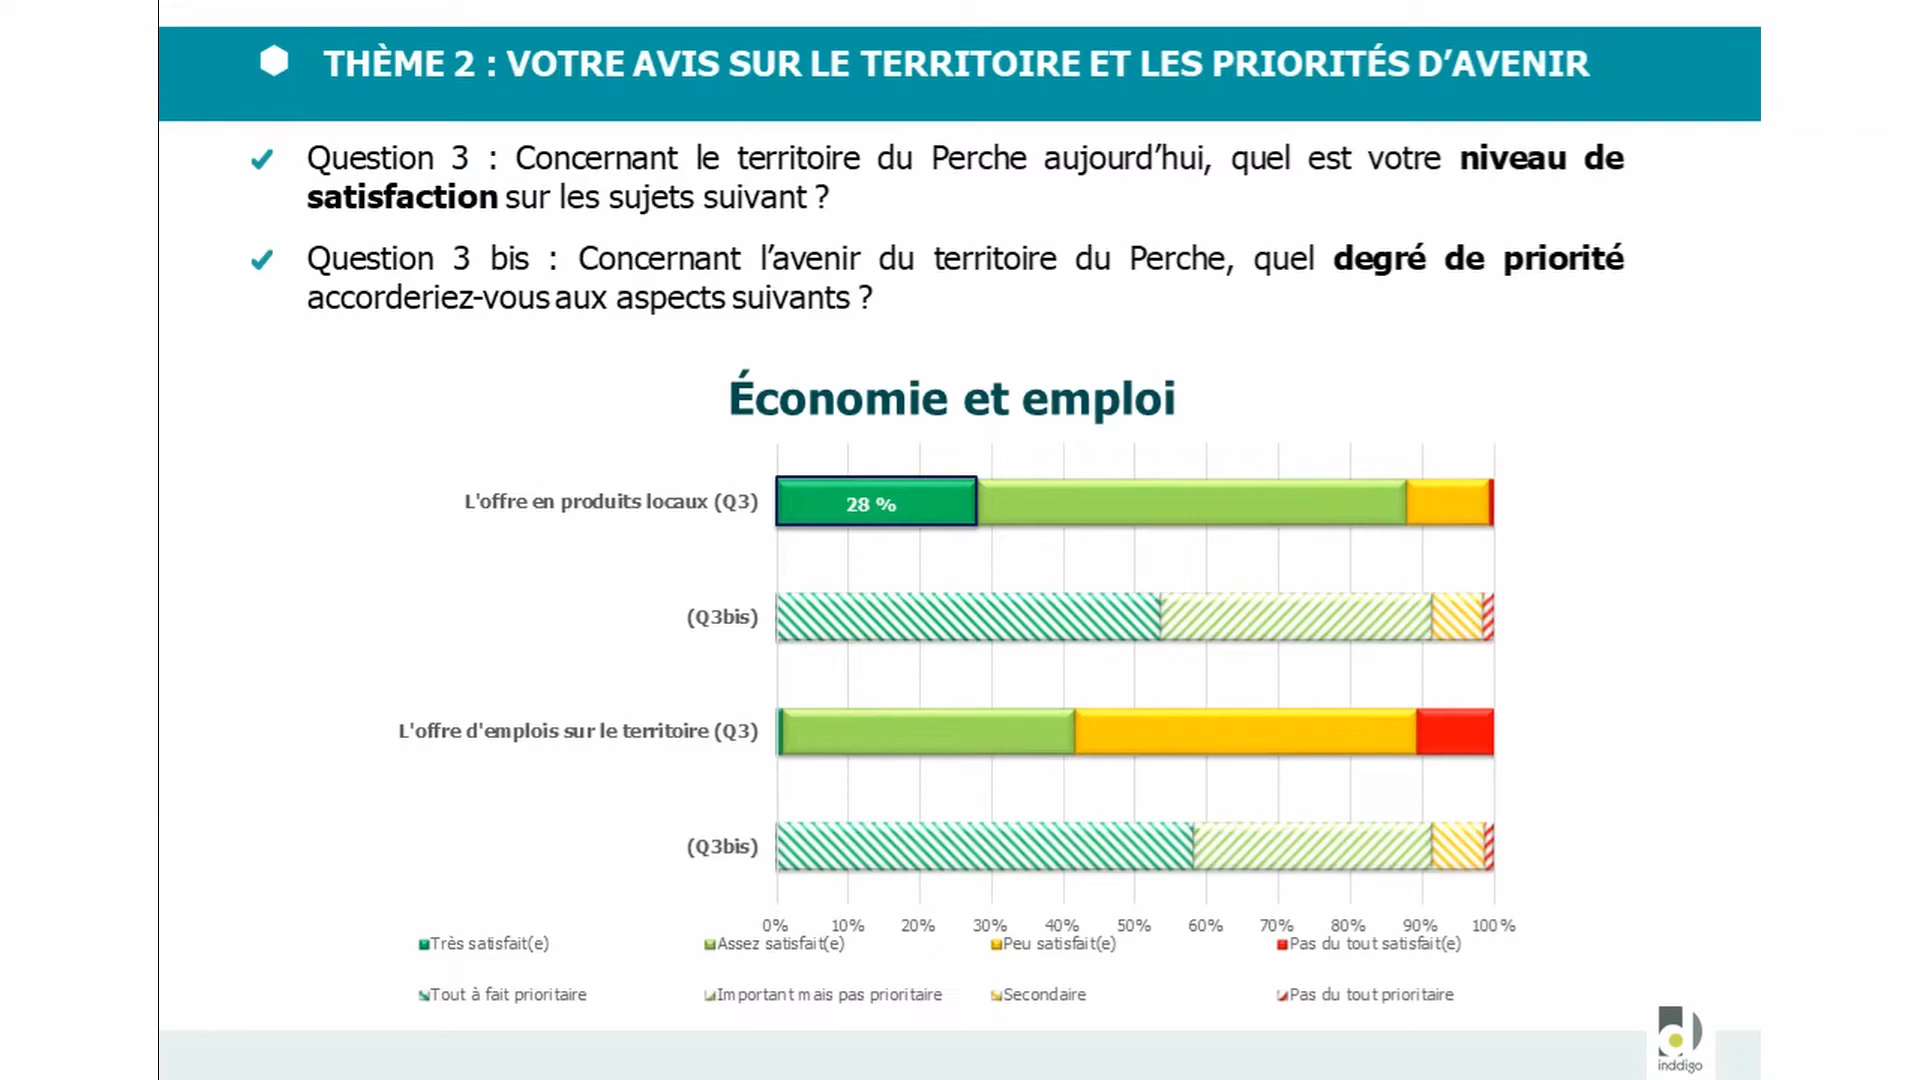 THÈME 2 : VOTRE AVIS SUR LE TERRITOIRE ET LES PRIORITÉS D’AVENIR
Question 3 : Concernant le territoire du Perche aujourd’hui, quel est votre niveau de
satisfaction sur les sujets suivant ?
Question 3 bis : Concernant l’avenir du territoire du Perche, quel degré de priorité
accorderiez-vous aux aspects suivants ?
Économie et emploi
L'offre en produits locaux (Q3)
28 %
(Q3bis)
L'offre d'emplois sur le territoire (Q3)
(Q3bis)
0% 10% 20% 30% 40% 50% 60% 70% 80% 90% 100 %
Très satisfait(e) Assez satisfait(e) Peu satisfait(e) Pas du tout satisfait(e)
Tout à fait prioritaire Important mais pas prioritaire Secondaire Pas du tout prioritaire
inddigo